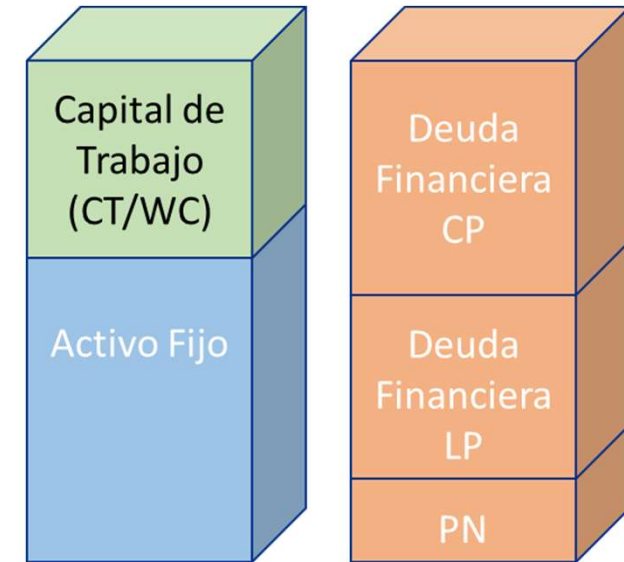 Capital de
Trabajo
(CT/WC)
Activo Fijo
Deuda
Financiera
CP
Deuda
Financiera
LP
PN